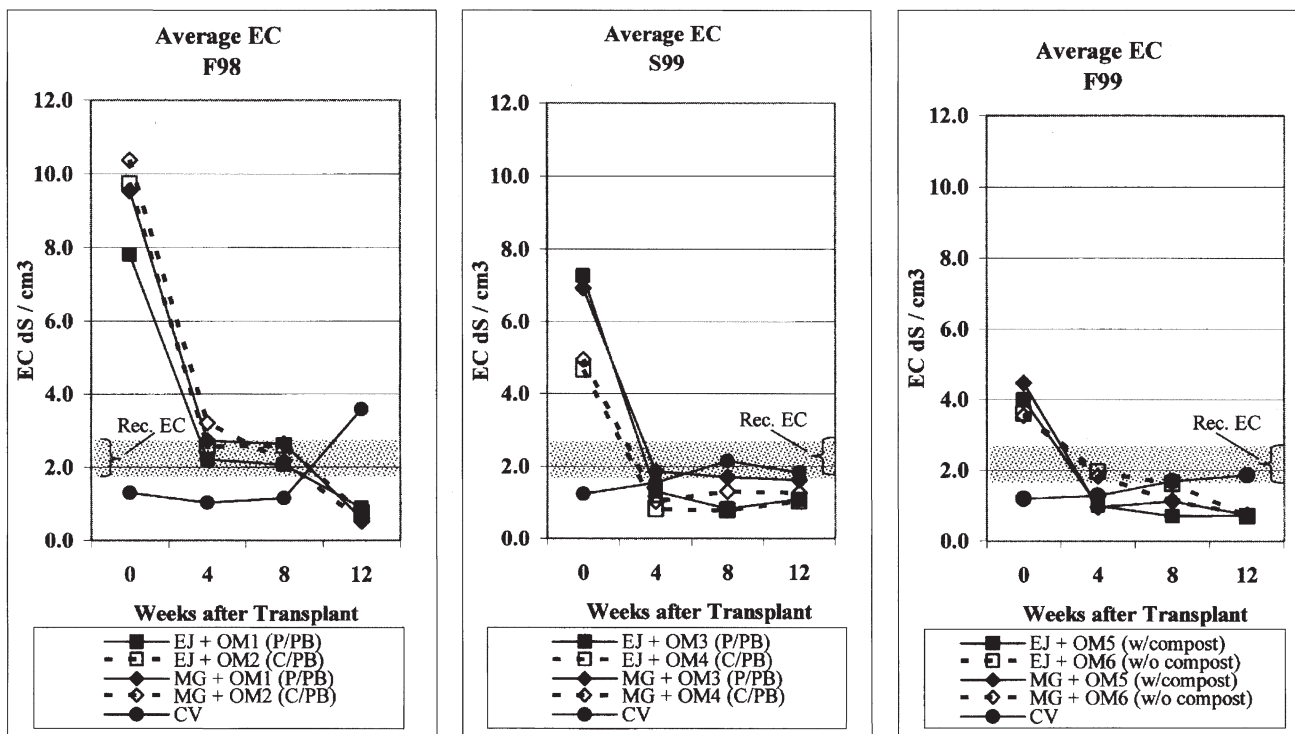 Average EC
F98
12.0
10.0
8.0
6.0
4.0
2.0
0.0
EC dS / cm3
Rec. EC
0 4 8 12
Weeks after Transplant
EJ + OM1 (P/PB)
EJ + OM2 (C/PB)
MG + OM1 (P/PB)
MG + OM2 (C/PB)
CV
Average EC
S99
12.0
10.0
8.0
6.0
4.0
2.0
0.0
EC dS / cm3
Rec. EC
0 4 8 12
Weeks after Transplant
EJ + OM3 (P/PB)
EJ + OM4 (C/PB)
MG + OM3 (P/PB)
MG + OM4 (C/PB)
CV
Average EC
F99
12.0
10.0
8.0
6.0
4.0
2.0
0.0
EC dS / cm3
Rec. EC
0 4 8 12
Weeks after Transplant
EJ + OM5 (w/compost)
EJ + OM6 (w/o compost)
MG + OM5 (w/compost)
MG + OM6 (w/o compost)
CV